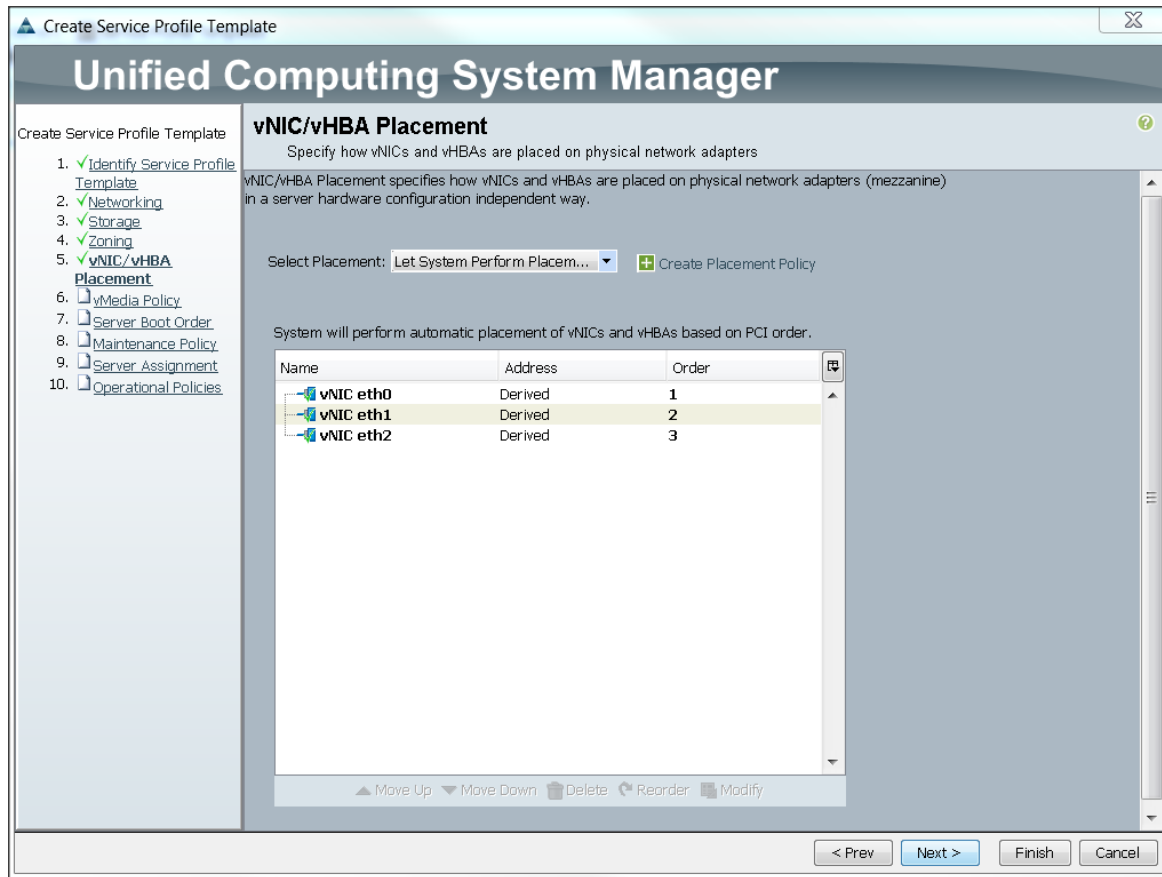 Create Service Profile Template
Unified Computing System Manager
Create Service Profile Template
1. Identify Service Profile
Template
2. Networking
3. Storage
4. Zoning
5. vNIC/vHBA
Placement
6. vMedia Policy
7. Server Boot Order
8. Maintenance Policy
9. Server Assignment
10. Operational Policies
vNIC/vHBA Placement
Specify how vNICs and vHBAs are placed on physical network adapters
vNIC/vHBA Placement specifies how vNICs and vHBAs are placed on physical network adapters (mezzanine)
in a server hardware configuration independent way.
Select Placement: Let System Perform Placem... Create Placement Policy
System will perform automatic placement of vNICs and vHBAs based on PCI order.
Name Address Order
vNIC eth0 Derived 1
vNIC eth1 Derived 2
vNIC eth2 Derived 3
Move Up Move Down Delete Reorder Modify
< Prev Next > Finish Cancel